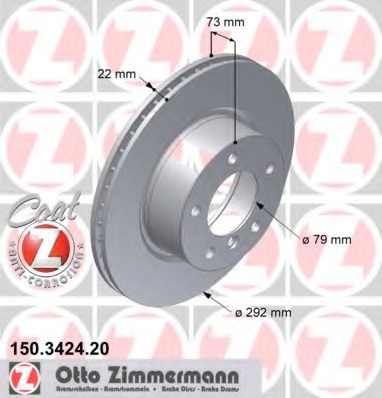 73 mm
22 mm
Coat
Z
ANTI-CORROSION
ø 79 mm
ø 292 mm
150.3424.20
Z
Otto Zimmermann
Bremsscheiben - Bremstrommeln • Brake Discs - Brake Drums